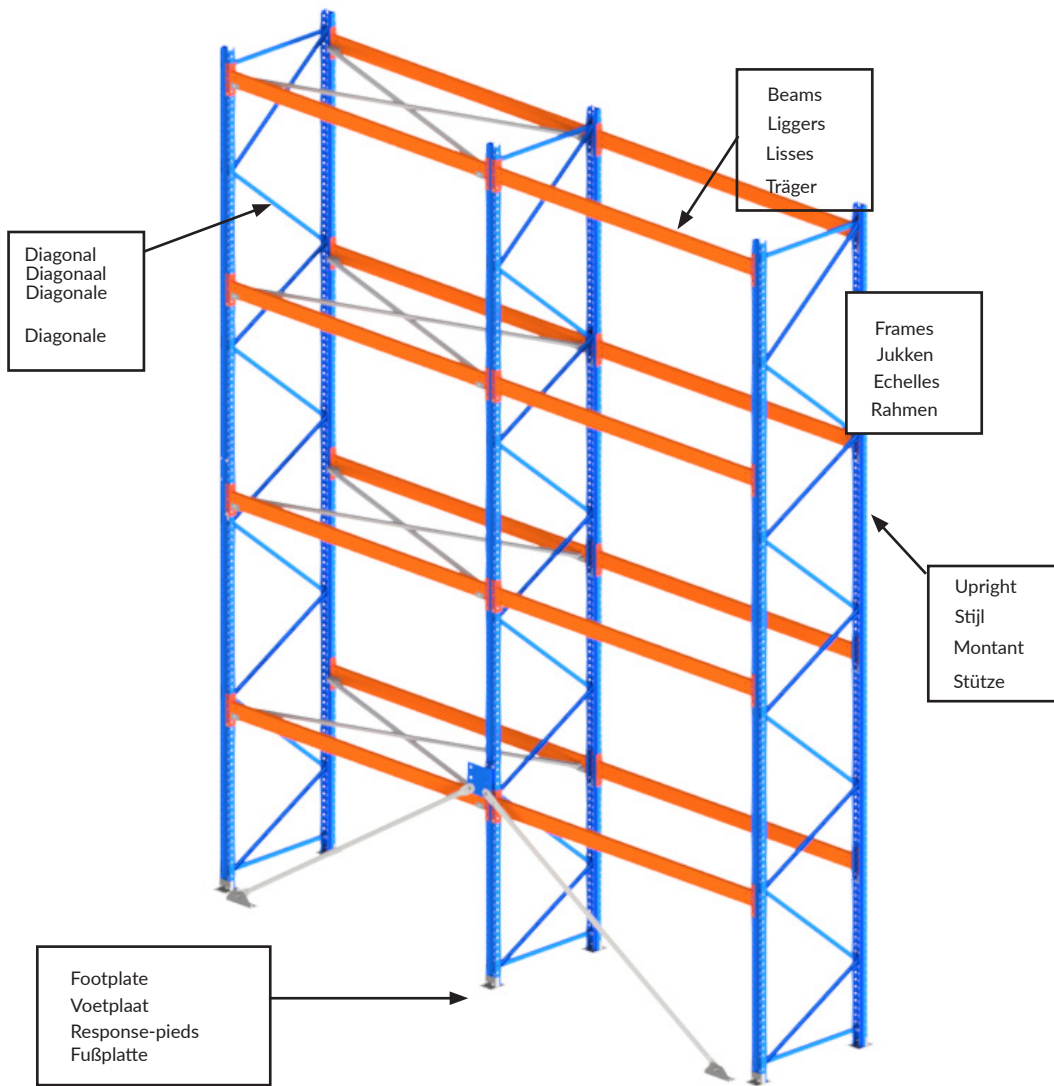 Beams
Liggers
Lisses
Träger
Diagonal
Diagonaal
Diagonale
Diagonale
Frames
Jukken
Echelles
Rahmen
Upright
Stijl
Montant
Stütze
Footplate
Voetplaat
Response-pieds
Fußplatte